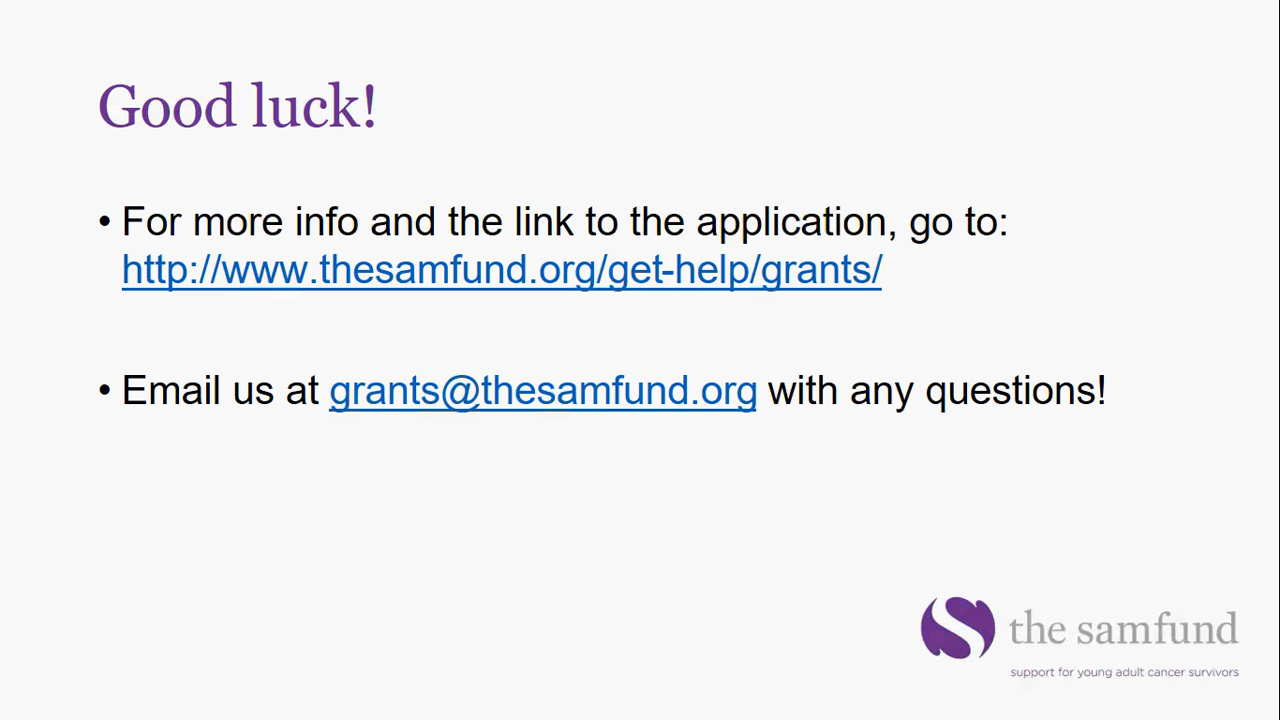 Good luck!
• For more info and the link to the application, go to:
http://www.thesamfund.org/get-help/grants/
• Email us at grants@thesamfund.org with any questions!
the samfund
support for young adult cancer survivors